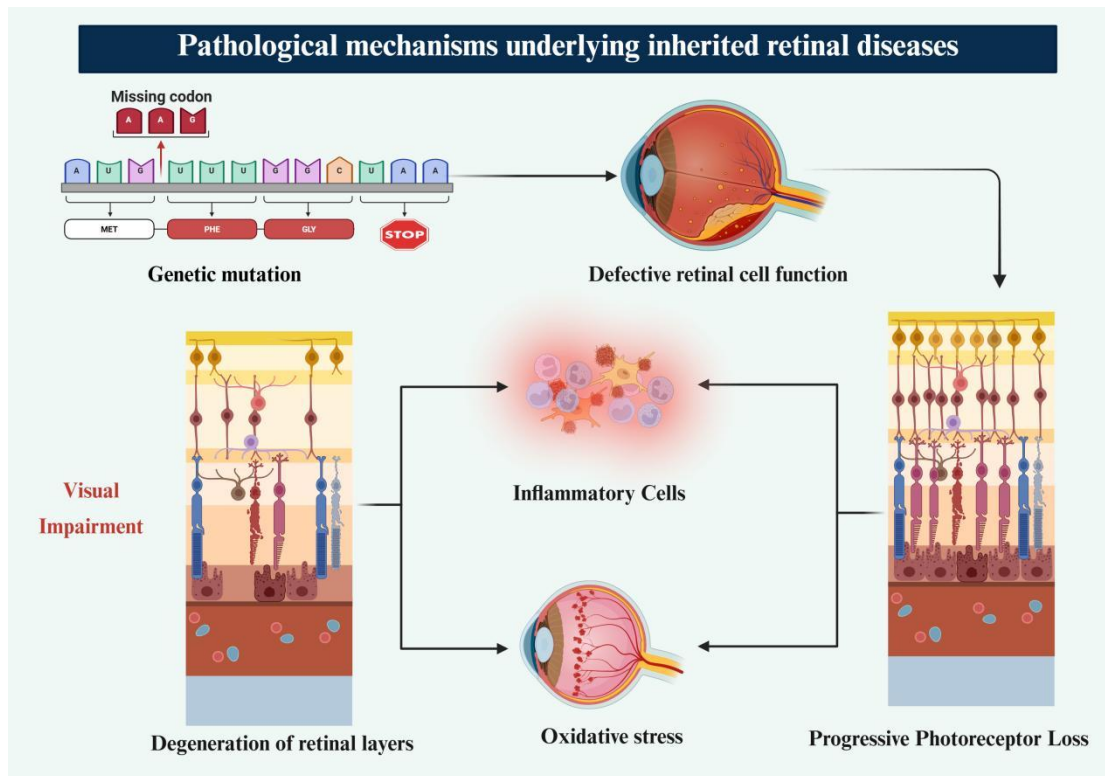 Pathological mechanisms underlying inherited retinal diseases
Missing codon
A A G
A U G U U U G G C U A A
MET PHE GLY STOP
Genetic mutation
Defective retinal cell function
Visual
Impairment
Inflammatory Cells
Degeneration of retinal layers
Oxidative stress
Progressive Photoreceptor Loss